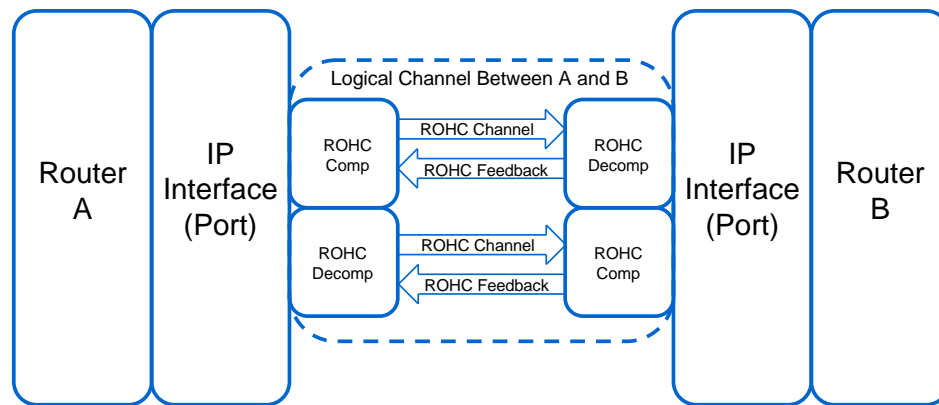 Router
A
IP
Interface
(Port)
Logical Channel Between A and B
ROHC
Comp
ROHC Channel
ROHC Feedback
ROHC
Decomp
ROHC
Decomp
ROHC Channel
ROHC Feedback
ROHC
Comp
IP
Interface
(Port)
Router
B